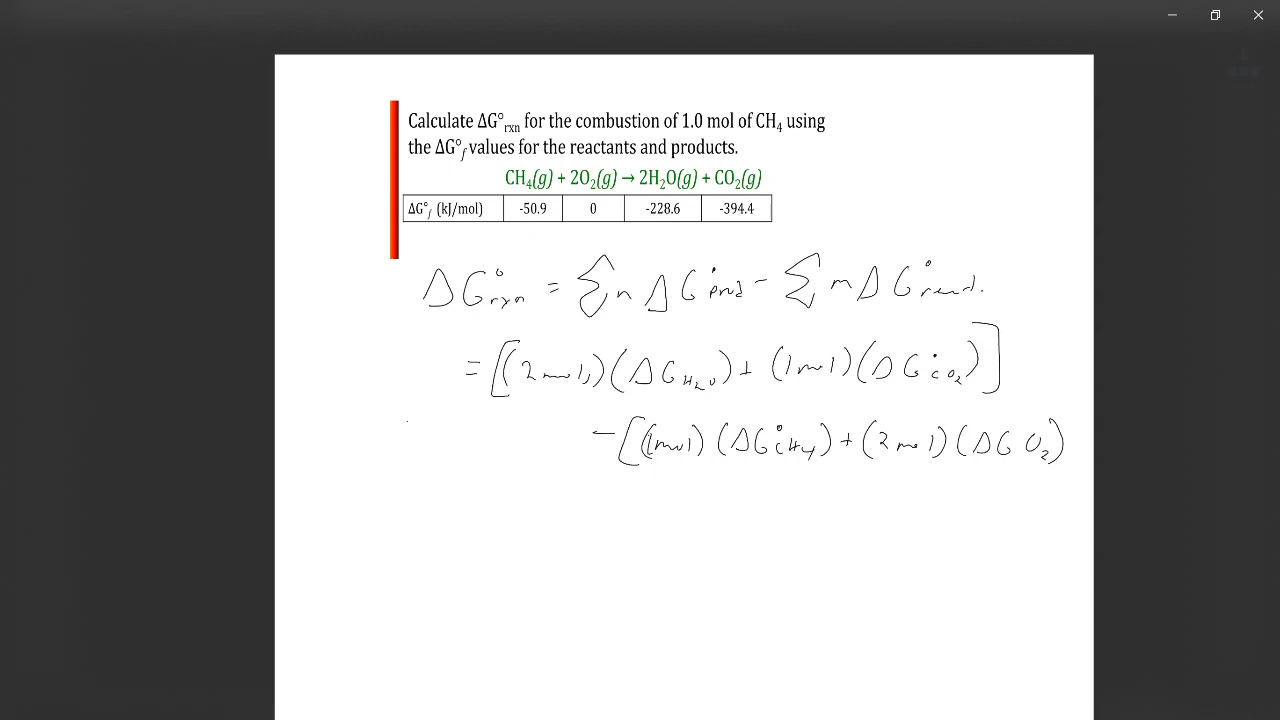 Calculate ΔG°rxn for the combustion of 1.0 mol of CH4 using
the ΔG°f values for the reactants and products.
CH4(g) + 2O2(g) → 2H2O(g) + CO2(g)
ΔG°f (kJ/mol) -50.9 0 -228.6 -394.4
ΔG°rxn = Σn ΔG°prod - Σ m ΔG°react.
= [(2 mol)(ΔG H2O) + (1 mol)(ΔG° CO2)]
- [(1 mol)(ΔG° CH4) + (2 mol)(ΔG O2)